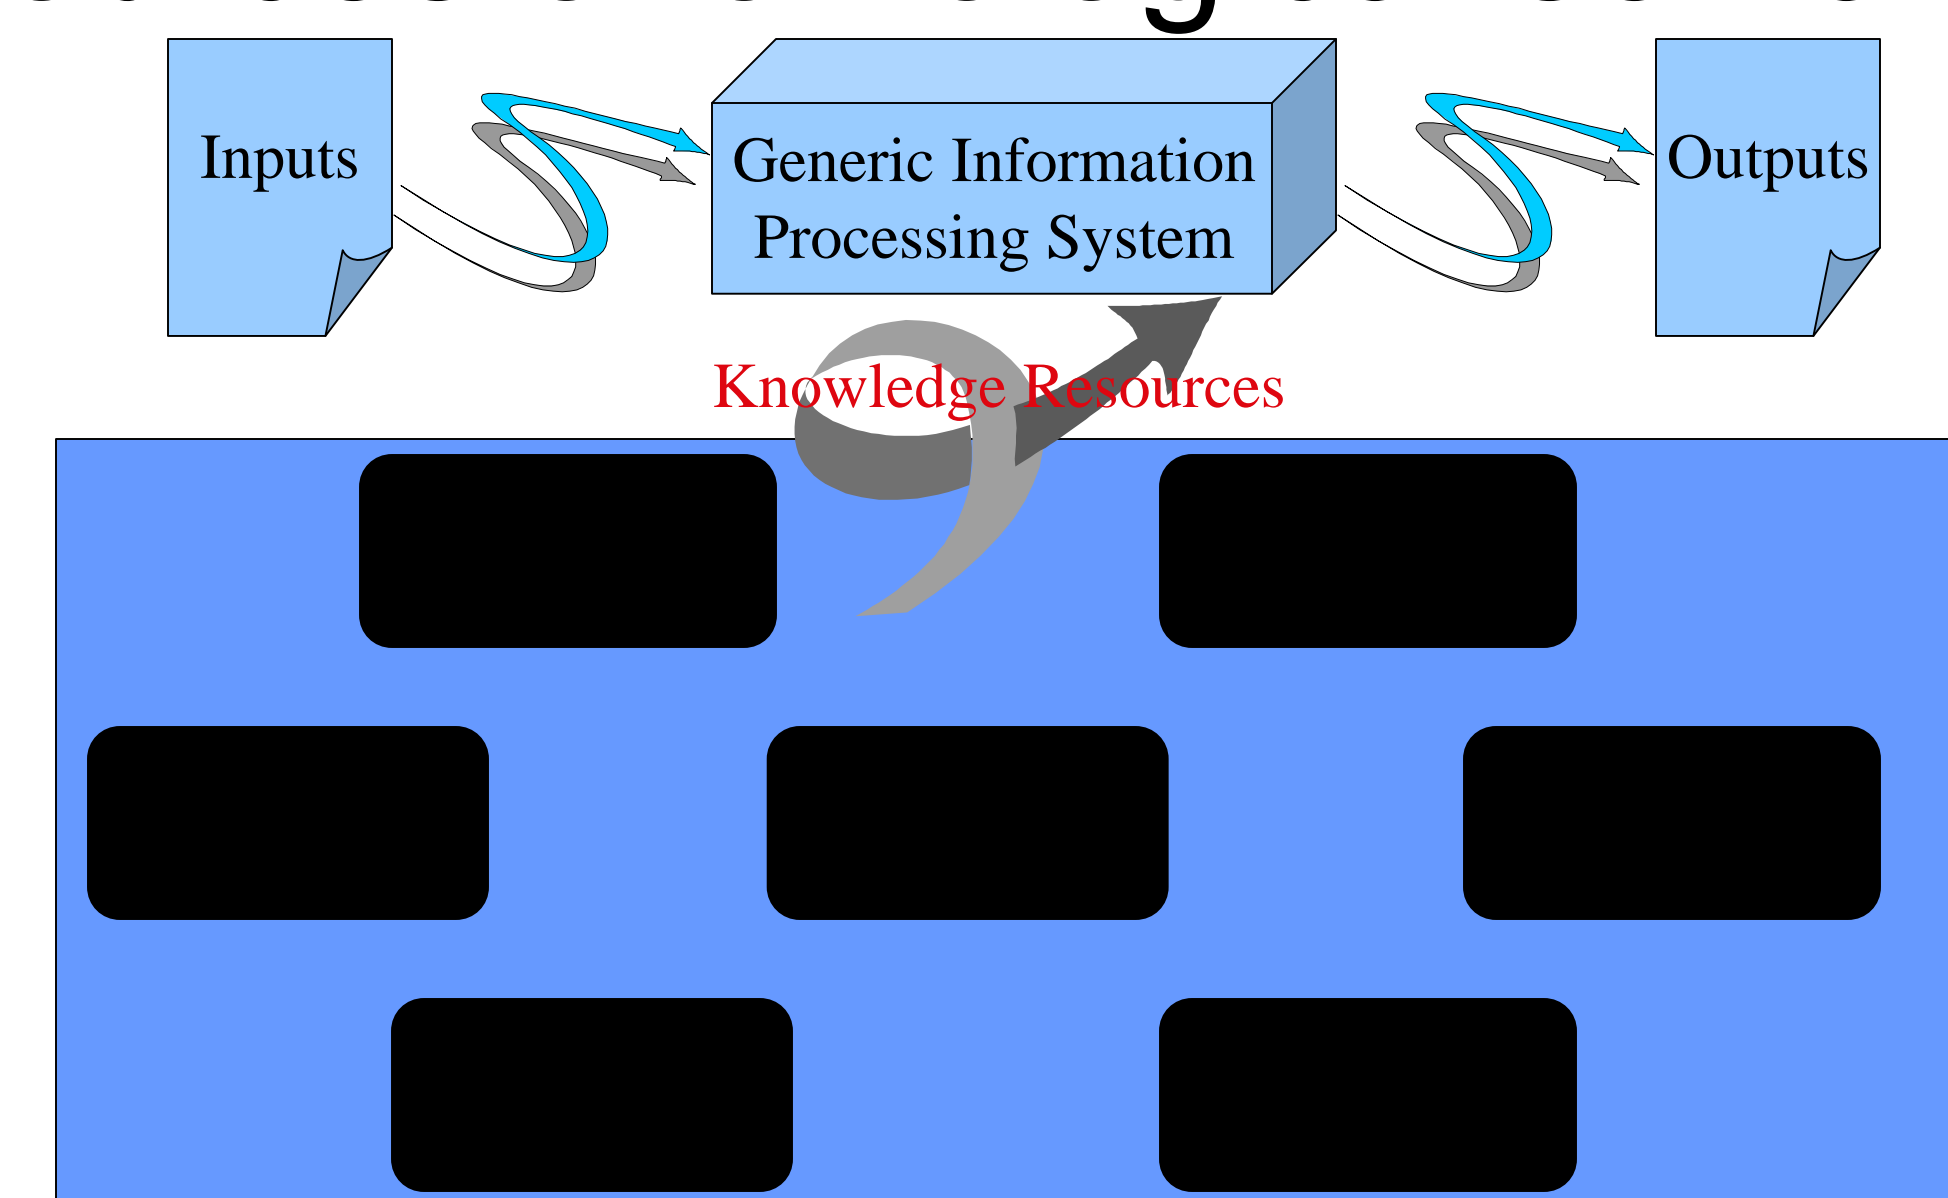 Inputs
Generic Information
Processing System
Outputs
Knowledge Resources